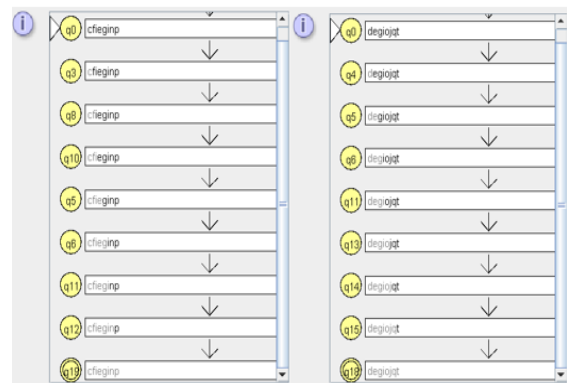 i
q0 cfieginp
q3 cfieginp
q8 cfieginp
q10 cfieginp
q5 cfieginp
q6 cfieginp
q11 cfieginp
q12 cfieginp
q18 cfieginp
i
q0 degiojqt
q4 degiojqt
q5 degiojqt
q6 degiojqt
q11 degiojqt
q13 degiojqt
q14 degiojqt
q15 degiojqt
q18 degiojqt